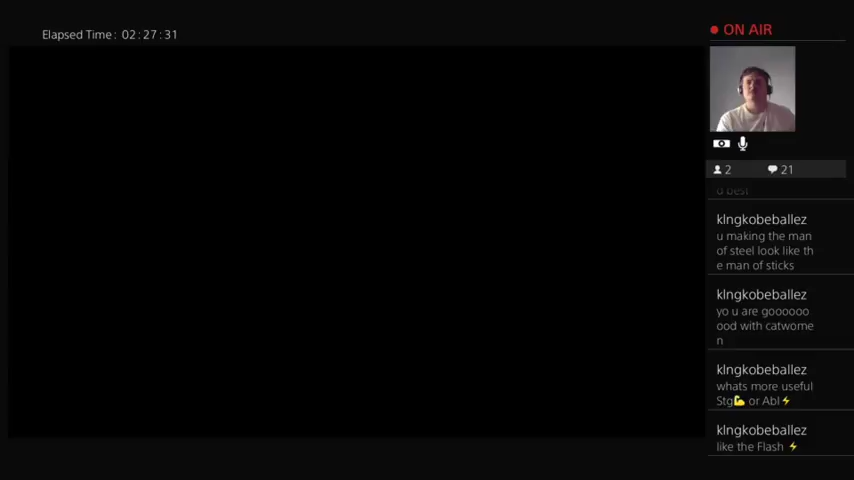 Elapsed Time: 02:27:31
ON AIR
2
21
u best
klngkobeballez
u making the man
of steel look like th
e man of sticks
klngkobeballez
yo u are goooooo
ood with catwome
n
klngkobeballez
whats more useful
Stg💪 or Abl⚡
klngkobeballez
like the Flash ⚡